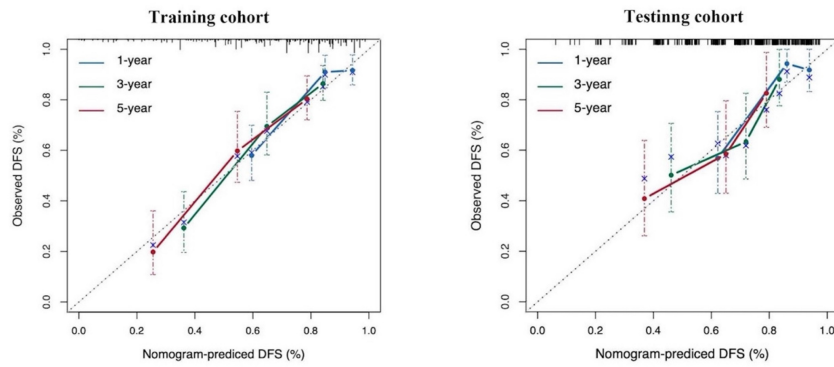 Training cohort
1-year
3-year
5-year
Observed DFS (%)
1.0
0.8
0.6
0.4
0.2
0.0
0.0 0.2 0.4 0.6 0.8 1.0
Nomogram-prediced DFS (%)
Testinng cohort
1-year
3-year
5-year
Observed DFS (%)
1.0
0.8
0.6
0.4
0.2
0.0
0.0 0.2 0.4 0.6 0.8 1.0
Nomogram-prediced DFS (%)